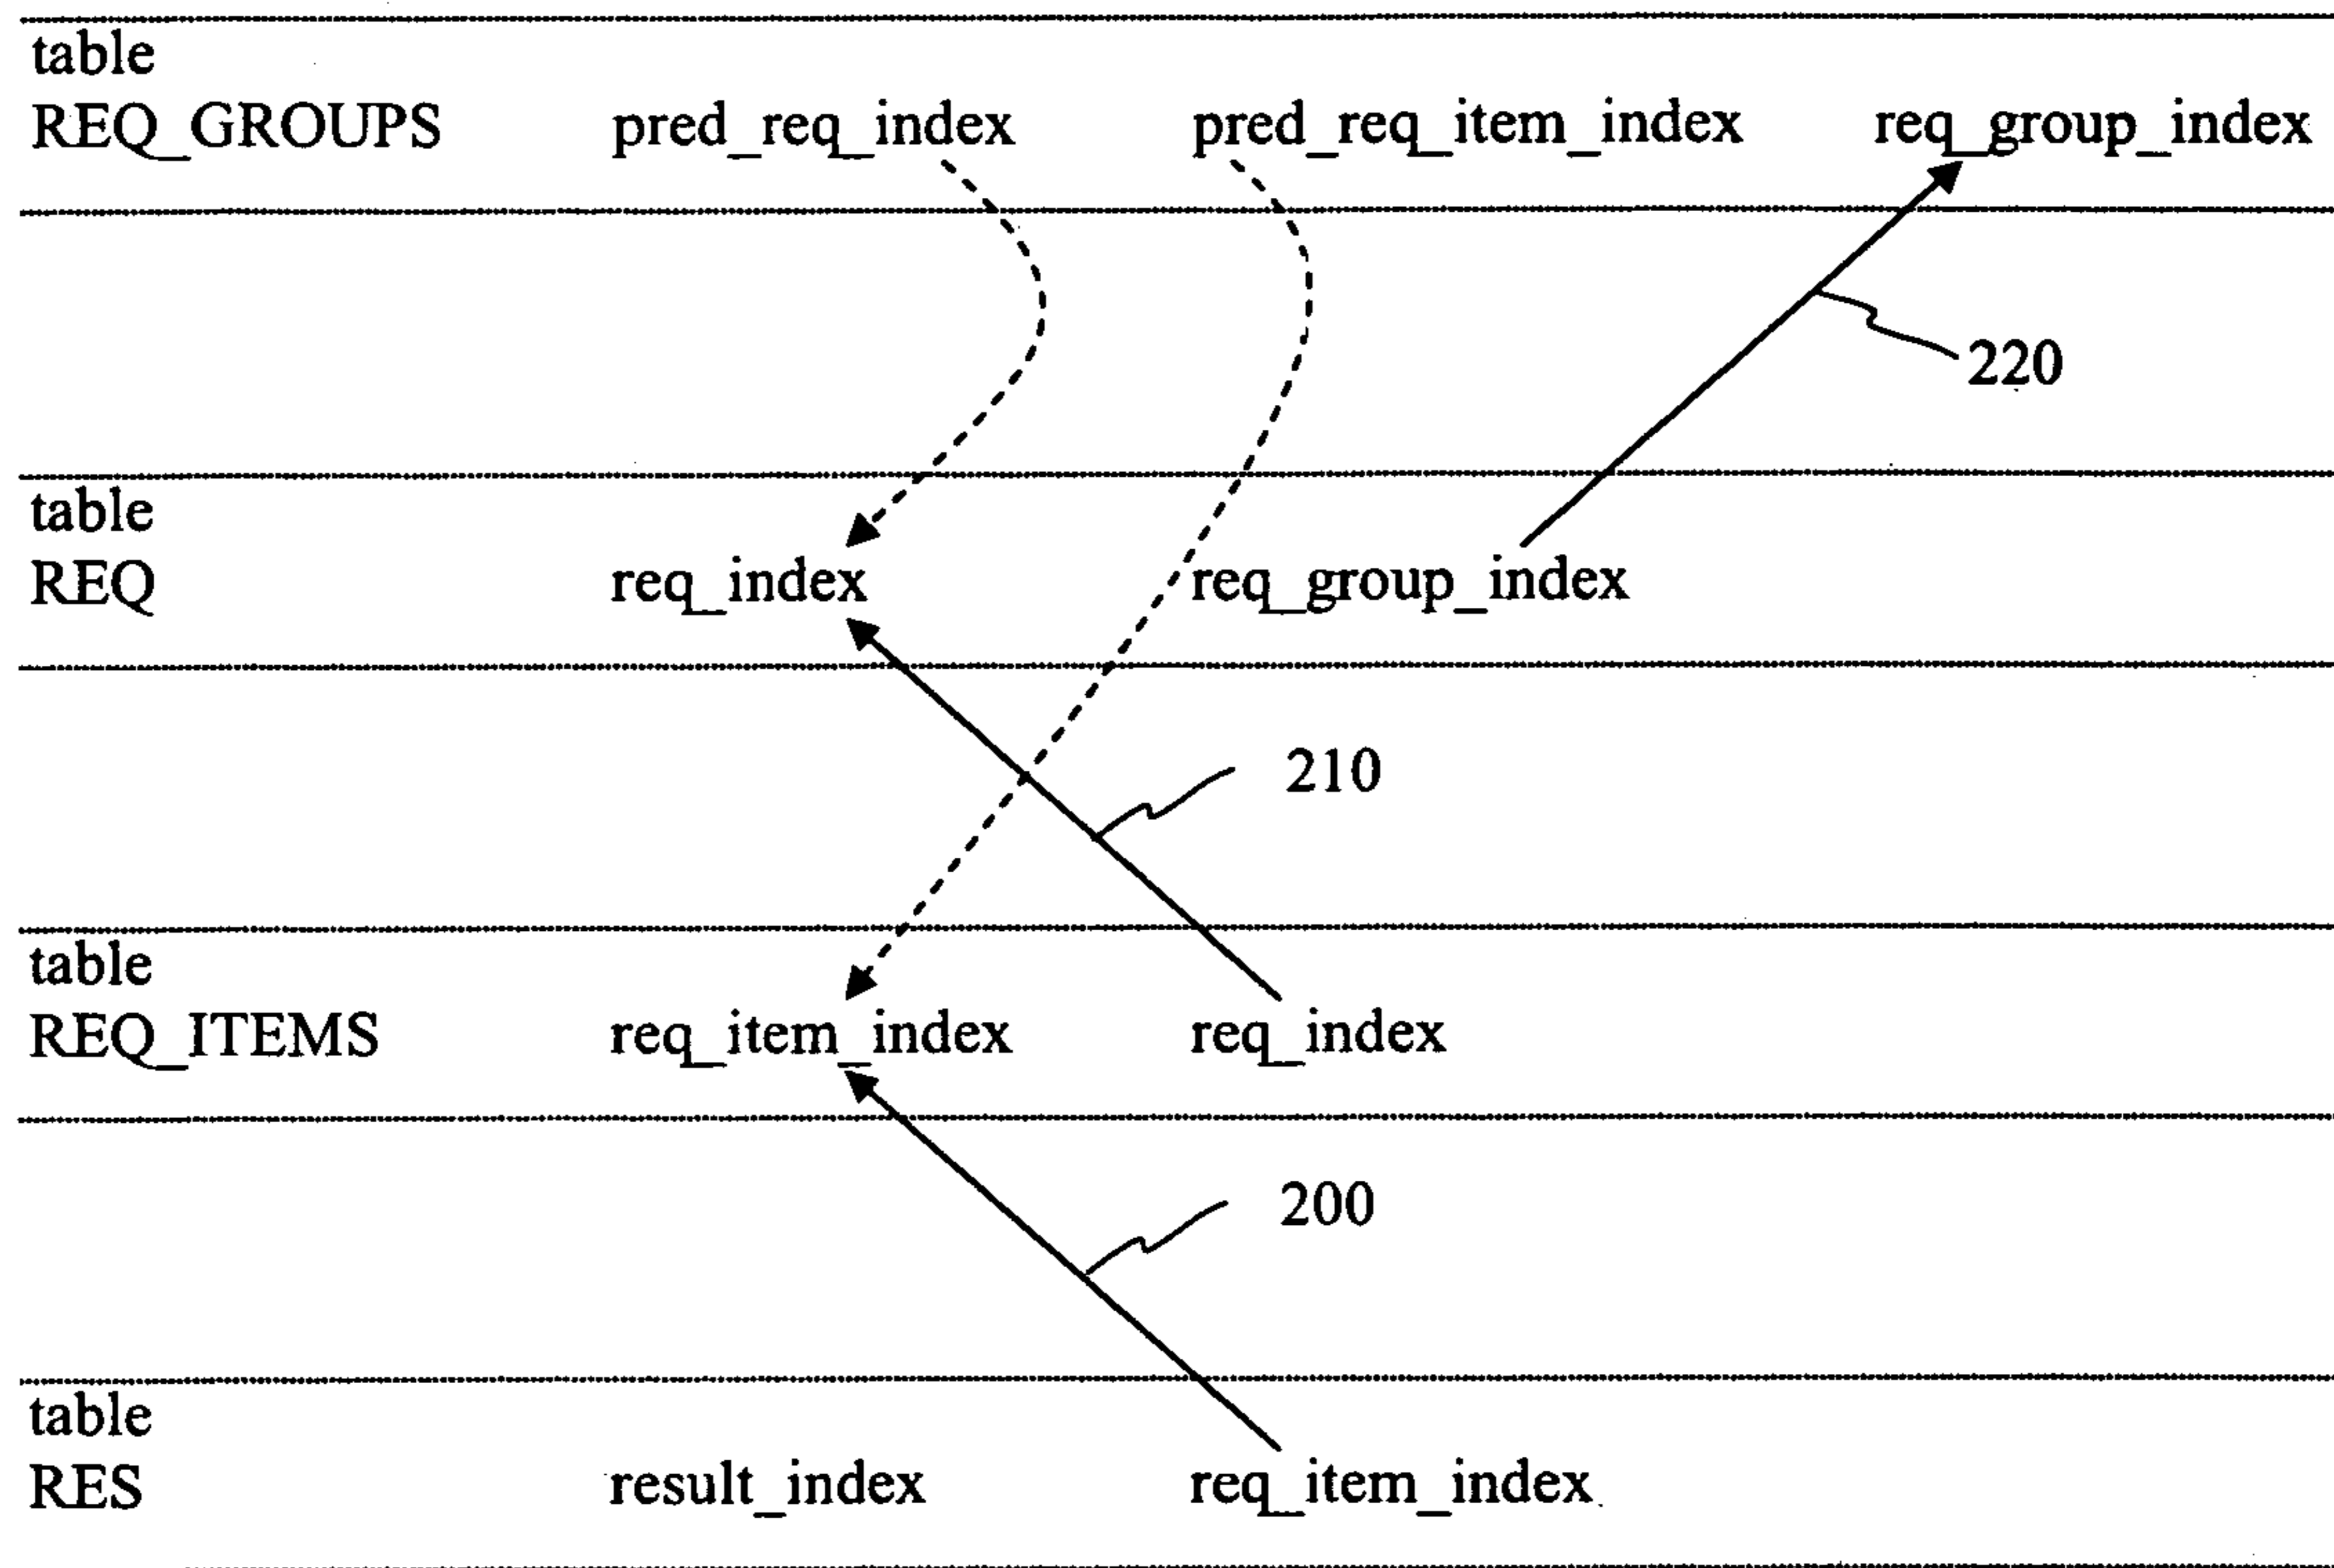 table
REQ_GROUPS pred_req_index pred_req_item_index req_group_index
220
table
REQ req_index req_group_index
210
table
REQ_ITEMS req_item_index req_index
200
table
RES result_index req_item_index